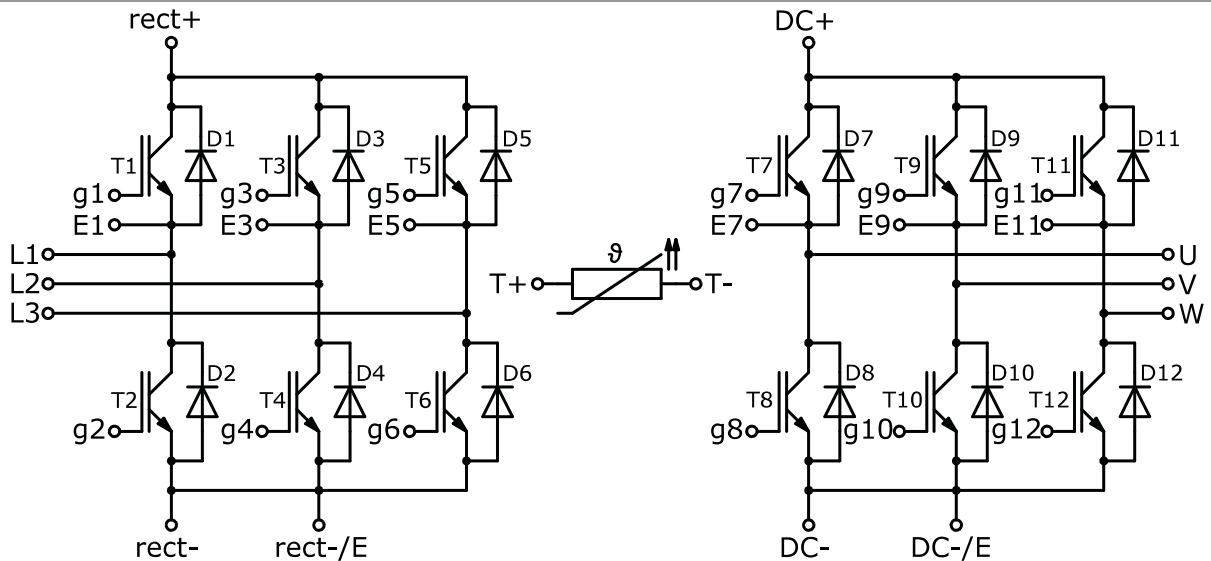 rect+ DC+
D1 D3 D5 D7 D9 D11
T1 T3 T5 T7 T9 T11
g1 g3 g5 g7 g9 g11
E1 E3 E5 E7 E9 E11
L1 ϑ U
L2 T+ T- V
L3 W
D2 D4 D6 D8 D10 D12
T2 T4 T6 T8 T10 T12
g2 g4 g6 g8 g10 g12
rect- rect-/E DC- DC-/E